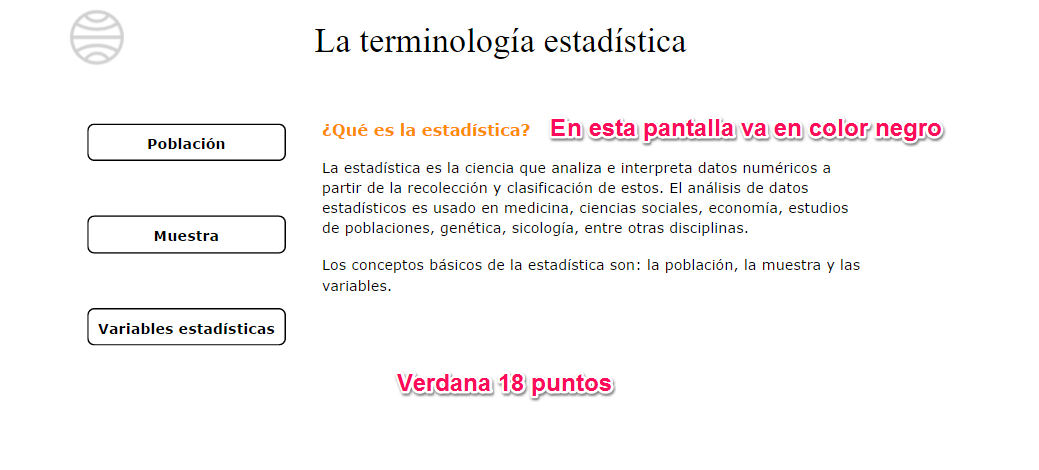 La terminología estadística
¿Qué es la estadística?
En esta pantalla va en color negro
Población
La estadística es la ciencia que analiza e interpreta datos numéricos a
partir de la recolección y clasificación de estos. El análisis de datos
estadísticos es usado en medicina, ciencias sociales, economía, estudios
de poblaciones, genética, sicología, entre otras disciplinas.
Muestra
Los conceptos básicos de la estadística son: la población, la muestra y las
variables.
Variables estadísticas
Verdana 18 puntos